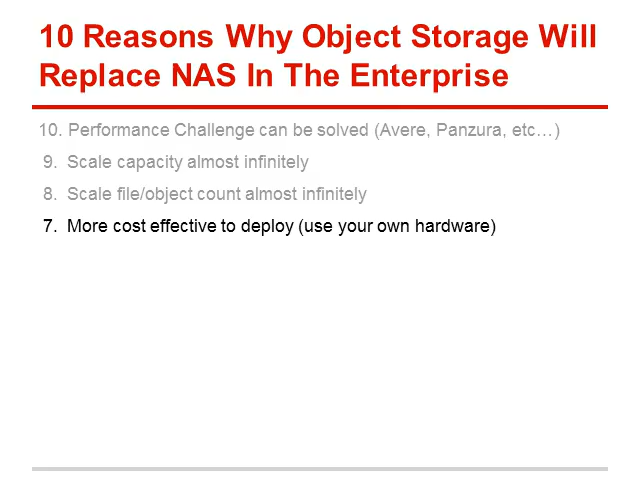 10 Reasons Why Object Storage Will
Replace NAS In The Enterprise
10. Performance Challenge can be solved (Avere, Panzura, etc…)
9. Scale capacity almost infinitely
8. Scale file/object count almost infinitely
7. More cost effective to deploy (use your own hardware)